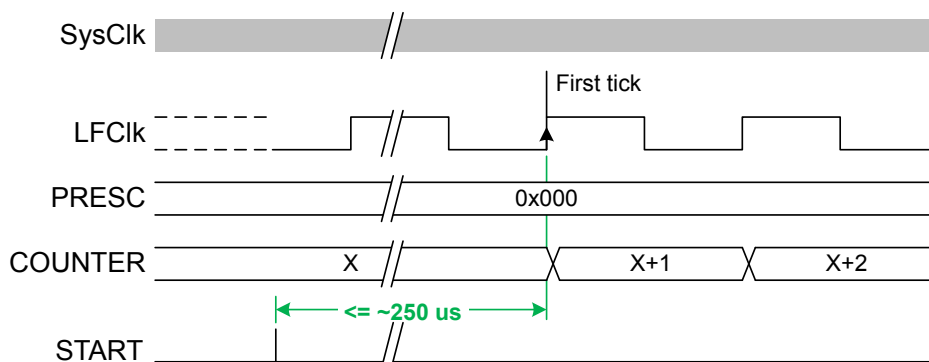 SysClk
First tick
LFClk
PRESC
0x000
COUNTER
X
X+1
X+2
<= ~250 us
START